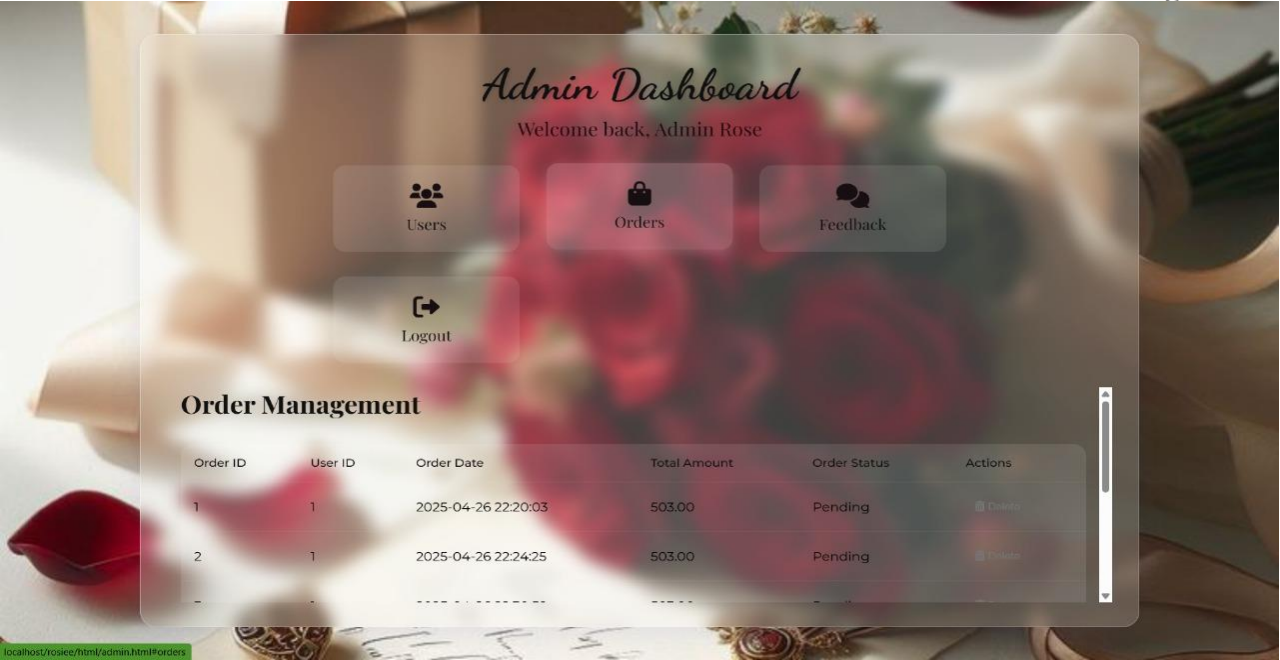 Admin Dashboard
Welcome back, Admin Rose
Users
Orders
Feedback
Logout
Order Management
Order ID User ID Order Date Total Amount Order Status Actions
1 1 2025-04-26 22:20:03 503.00 Pending Delete
2 1 2025-04-26 22:24:25 503.00 Pending Delete
localhost/rosiee/html/admin.html#orders